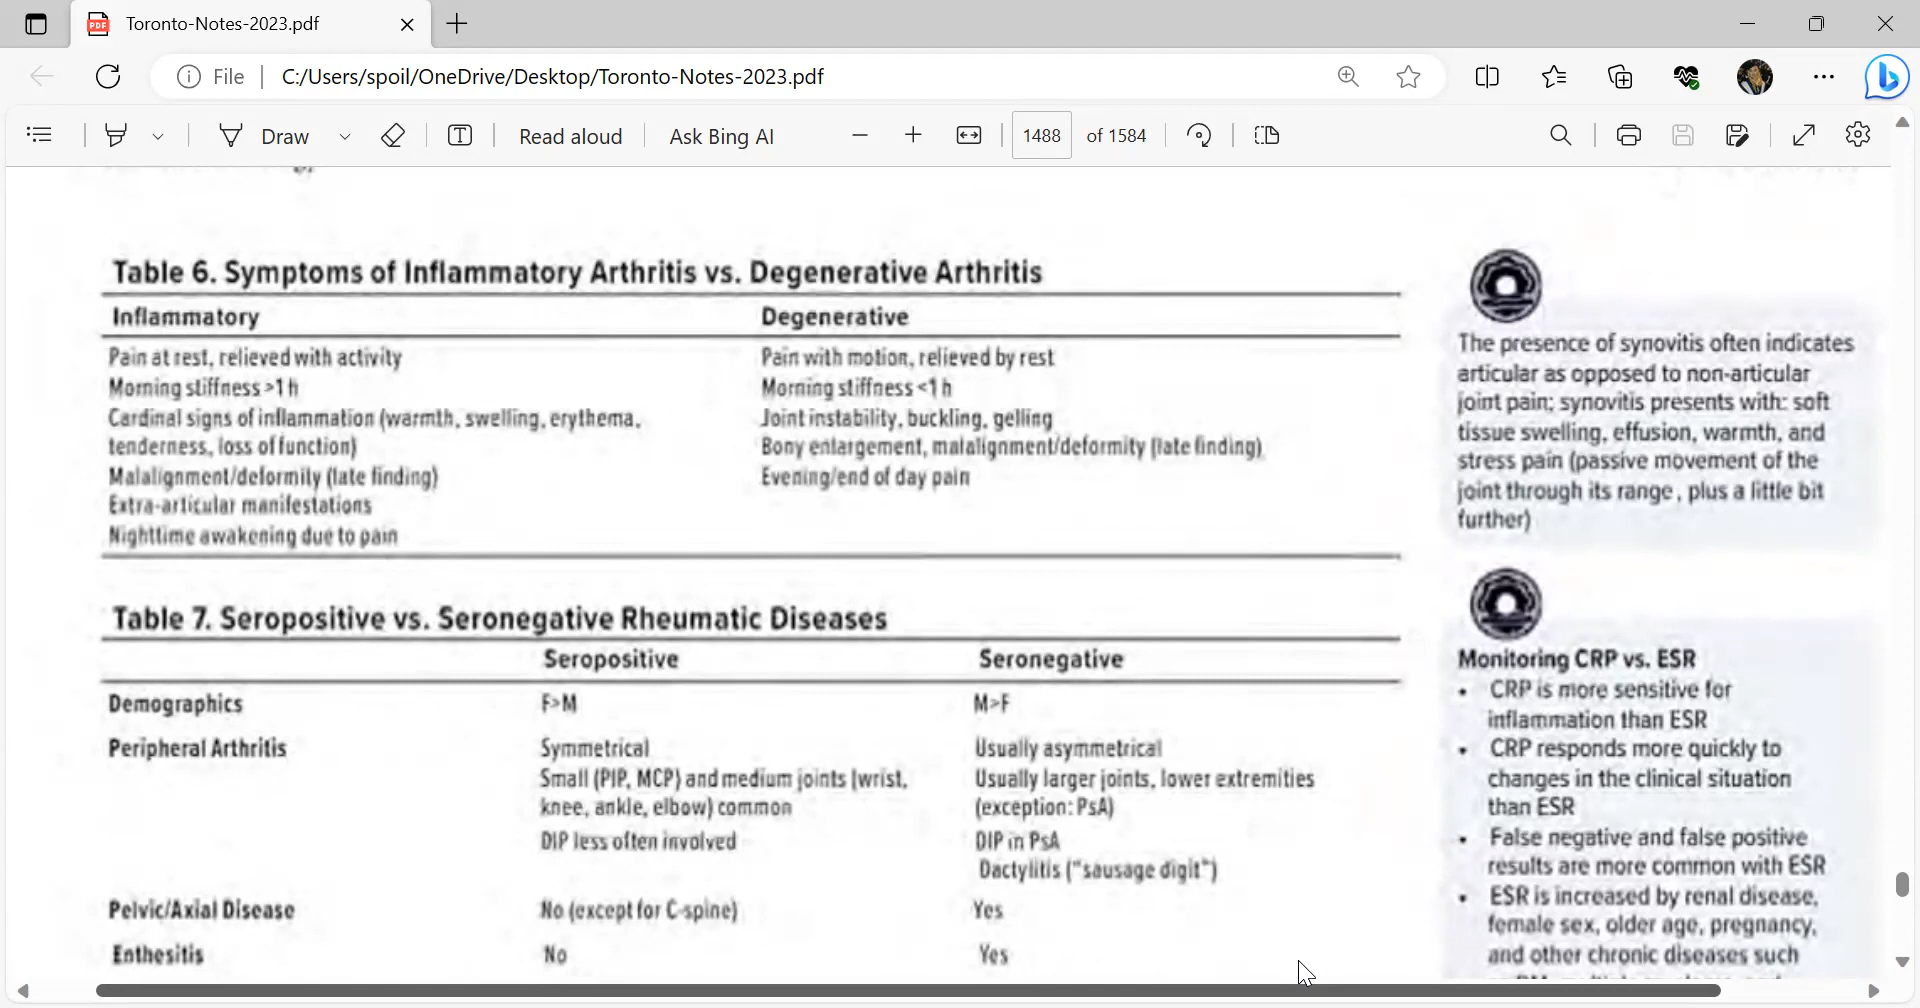 Toronto-Notes-2023.pdf
File
C:/Users/spoil/OneDrive/Desktop/Toronto-Notes-2023.pdf
Draw
Read aloud
Ask Bing AI
1488 of 1584
Table 6. Symptoms of Inflammatory Arthritis vs. Degenerative Arthritis
Inflammatory Degenerative
Pain at rest, relieved with activity Pain with motion, relieved by rest
Morning stiffness >1 h Morning stiffness <1 h
Cardinal signs of inflammation (warmth, swelling, erythema, Joint instability, buckling, gelling
tenderness, loss of function) Bony enlargement, malalignment/deformity (late finding)
Malalignment/deformity (late finding) Evening/end of day pain
Extra-articular manifestations
Nighttime awakening due to pain
Table 7. Seropositive vs. Seronegative Rheumatic Diseases
Seropositive Seronegative
Demographics F>M M>F
Peripheral Arthritis Symmetrical Usually asymmetrical
Small (PIP, MCP) and medium joints (wrist, Usually larger joints, lower extremities
knee, ankle, elbow) common (exception: PsA)
DIP less often involved DIP in PsA
Dactylitis ("sausage digit")
Pelvic/Axial Disease No (except for C-spine) Yes
Enthesitis No Yes
The presence of synovitis often indicates
articular as opposed to non-articular
joint pain; synovitis presents with: soft
tissue swelling, effusion, warmth, and
stress pain (passive movement of the
joint through its range, plus a little bit
further)
Monitoring CRP vs. ESR
• CRP is more sensitive for
inflammation than ESR
• CRP responds more quickly to
changes in the clinical situation
than ESR
• False negative and false positive
results are more common with ESR
• ESR is increased by renal disease,
female sex, older age, pregnancy,
and other chronic diseases such